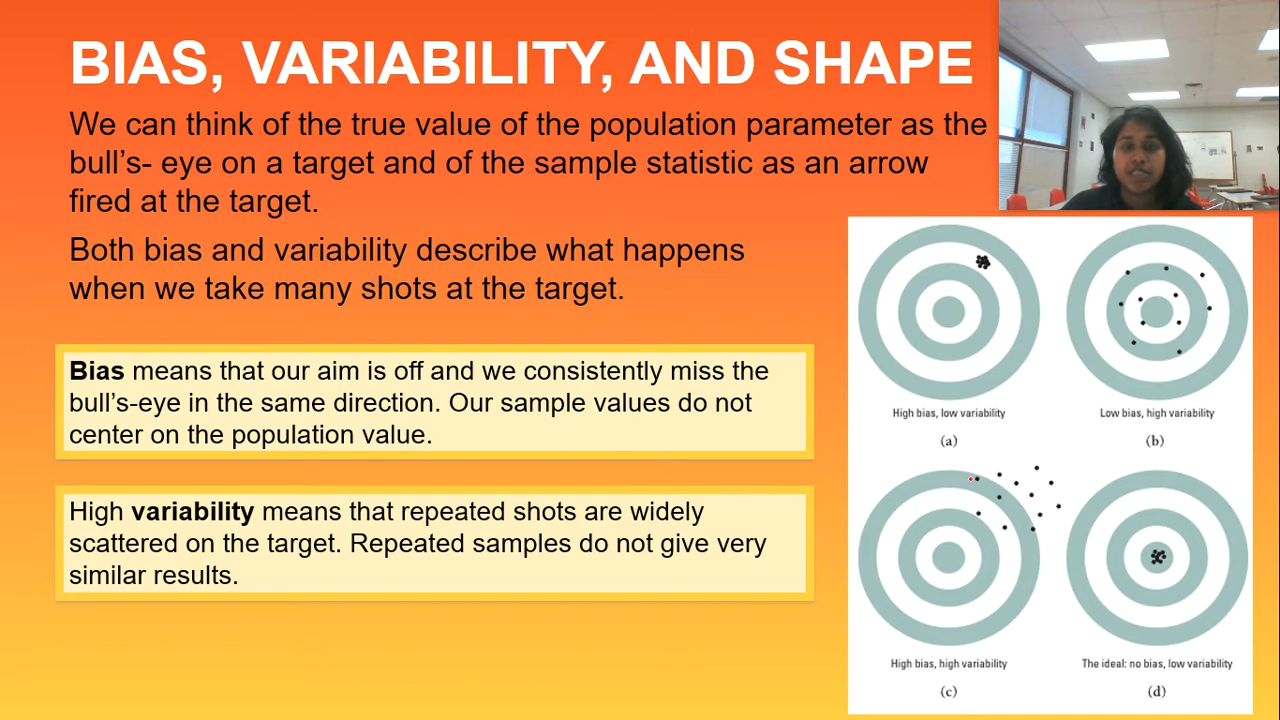 BIAS, VARIABILITY, AND SHAPE
We can think of the true value of the population parameter as the
bull’s- eye on a target and of the sample statistic as an arrow
fired at the target.
Both bias and variability describe what happens
when we take many shots at the target.
Bias means that our aim is off and we consistently miss the
bull’s-eye in the same direction. Our sample values do not
center on the population value.
High variability means that repeated shots are widely
scattered on the target. Repeated samples do not give very
similar results.
High bias, low variability
(a)
Low bias, high variability
(b)
High bias, high variability
(c)
The ideal: no bias, low variability
(d)